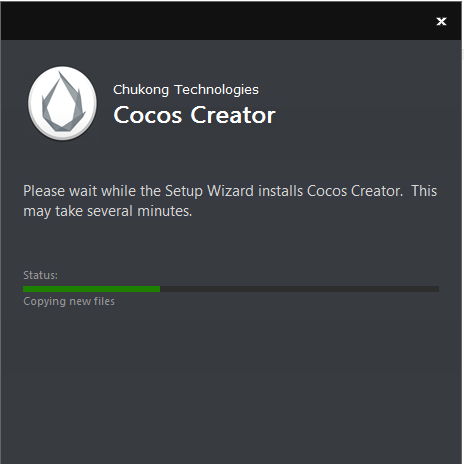 Chukong Technologies
Cocos Creator
Please wait while the Setup Wizard installs Cocos Creator.  This
may take several minutes.
Status:
Copying new files